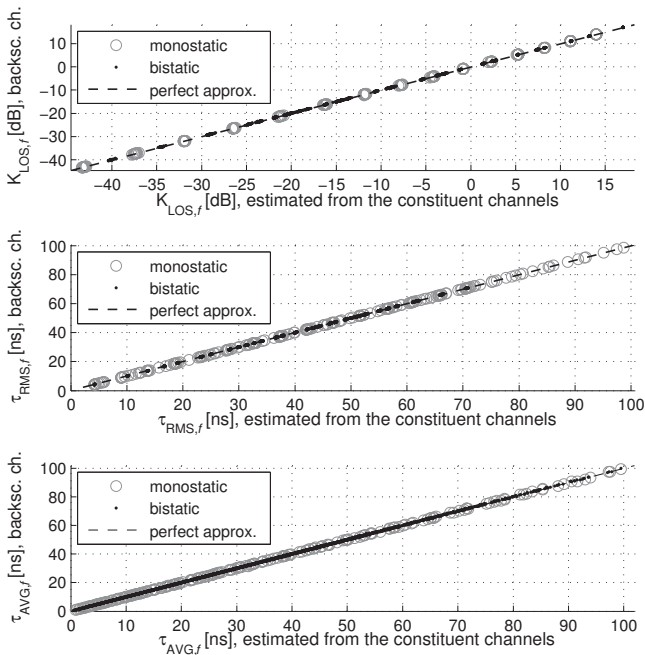 K_LOS,f [dB], backsc. ch.
10
0
−10
−20
−30
−40
monostatic
bistatic
perfect approx.
−40 −35 −30 −25 −20 −15 −10 −5 0 5 10 15
K_LOS,f [dB], estimated from the constituent channels
τ_RMS,f [ns], backsc. ch.
100
80
60
40
20
0
monostatic
bistatic
perfect approx.
0 10 20 30 40 50 60 70 80 90 100
τ_RMS,f [ns], estimated from the constituent channels
τ_AVG,f [ns], backsc. ch.
100
80
60
40
20
0
monostatic
bistatic
perfect approx.
0 10 20 30 40 50 60 70 80 90 100
τ_AVG,f [ns], estimated from the constituent channels